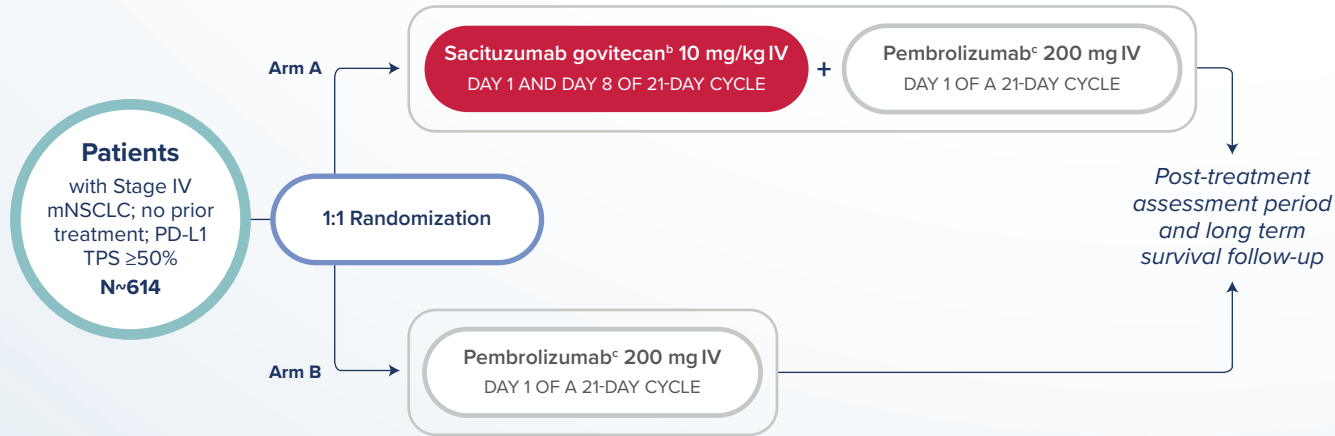 Patients
with Stage IV
mNSCLC; no prior
treatment; PD-L1
TPS ≥50%
N~614
1:1 Randomization
Arm A
Sacituzumab govitecanᵇ 10 mg/kg IV
DAY 1 AND DAY 8 OF 21-DAY CYCLE
+
Pembrolizumabᶜ 200 mg IV
DAY 1 OF A 21-DAY CYCLE
Arm B
Pembrolizumabᶜ 200 mg IV
DAY 1 OF A 21-DAY CYCLE
Post-treatment
assessment period
and long term
survival follow-up